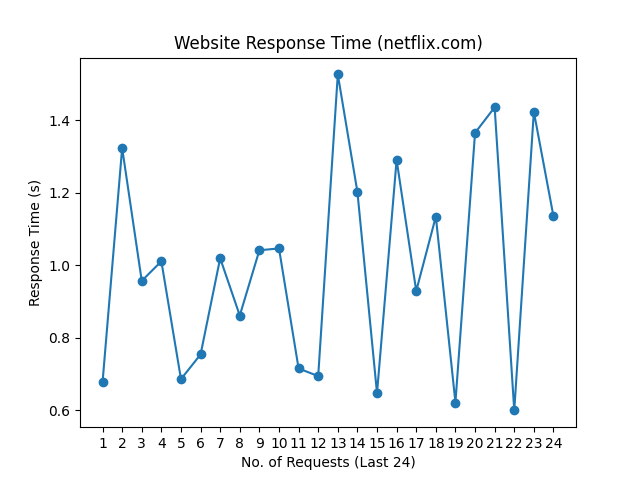 Website Response Time (netflix.com)
Response Time (s)
1.4
1.2
1.0
0.8
0.6
1 2 3 4 5 6 7 8 9 10 11 12 13 14 15 16 17 18 19 20 21 22 23 24
No. of Requests (Last 24)